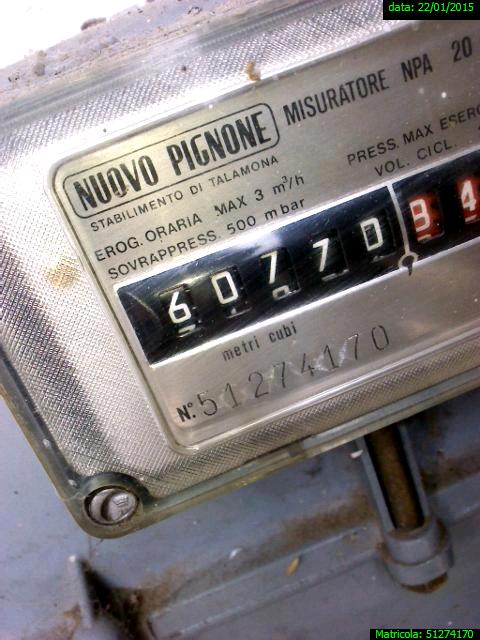 data: 22/01/2015
NUOVO PIGNONE
MISURATORE NPA 20
STABILIMENTO DI TALAMONA
EROG. ORARIA MAX 3 m³/h
SOVRAPPRESS. 500 mbar
PRESS. MAX
VOL. CICL.
60770 84
metri cubi
N° 51274170
Matricola: 51274170